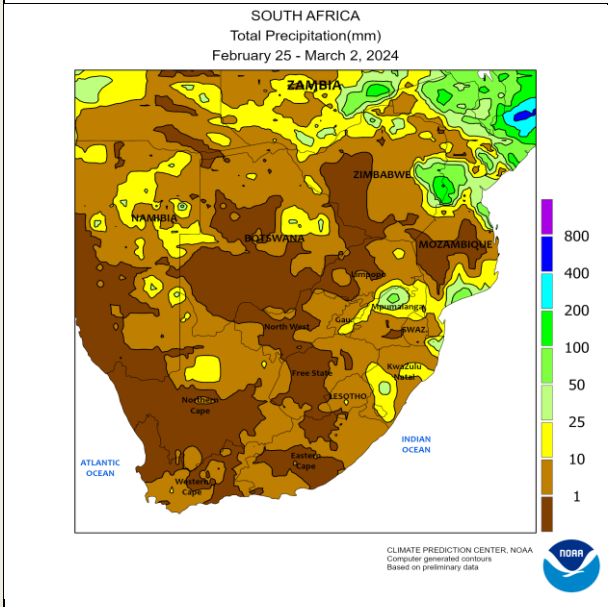 SOUTH AFRICA
Total Precipitation(mm)
February 25 - March 2, 2024
ZAMBIA
ZIMBABWE
NAMIBIA
BOTSWANA
MOZAMBIQUE
Limpopo
Mpumalanga
Gau.
North West
SWAZ.
Free State
KwaZulu
Natal
LESOTHO
Northern
Cape
Eastern
Cape
Western
Cape
ATLANTIC
OCEAN
INDIAN
OCEAN
800
400
200
100
50
25
10
1
CLIMATE PREDICTION CENTER, NOAA
Computer generated contours
Based on preliminary data
NOAA